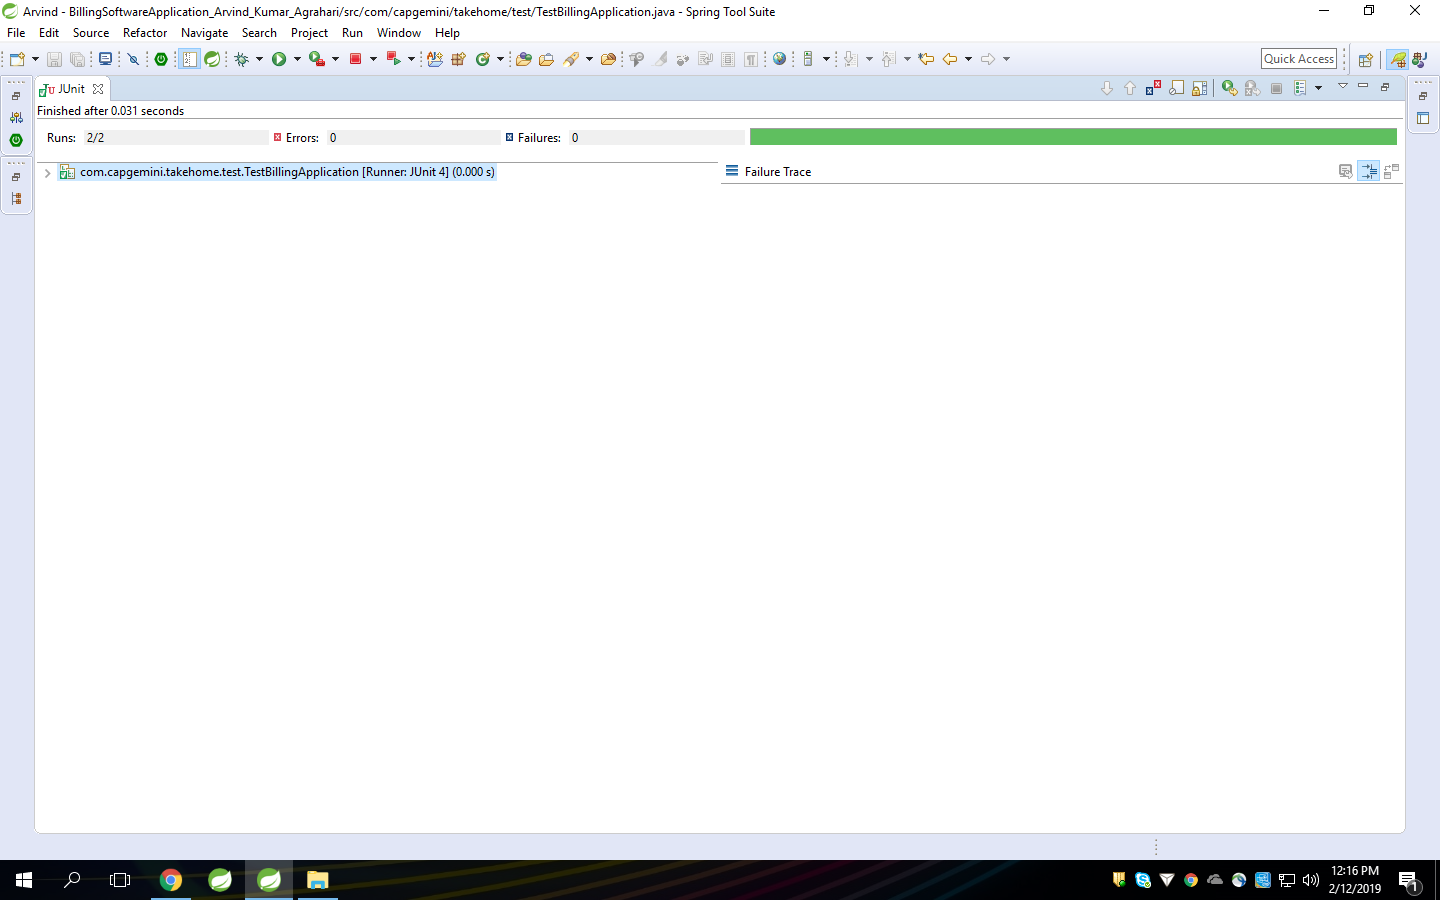 Arvind - BillingSoftwareApplication_Arvind_Kumar_Agrahari/src/com/capgemini/takehome/test/TestBillingApplication.java - Spring Tool Suite
File Edit Source Refactor Navigate Search Project Run Window Help
Quick Access
JUnit
Finished after 0.031 seconds
Runs: 2/2 Errors: 0 Failures: 0
com.capgemini.takehome.test.TestBillingApplication [Runner: JUnit 4] (0.000 s)
Failure Trace
12:16 PM
2/12/2019
1